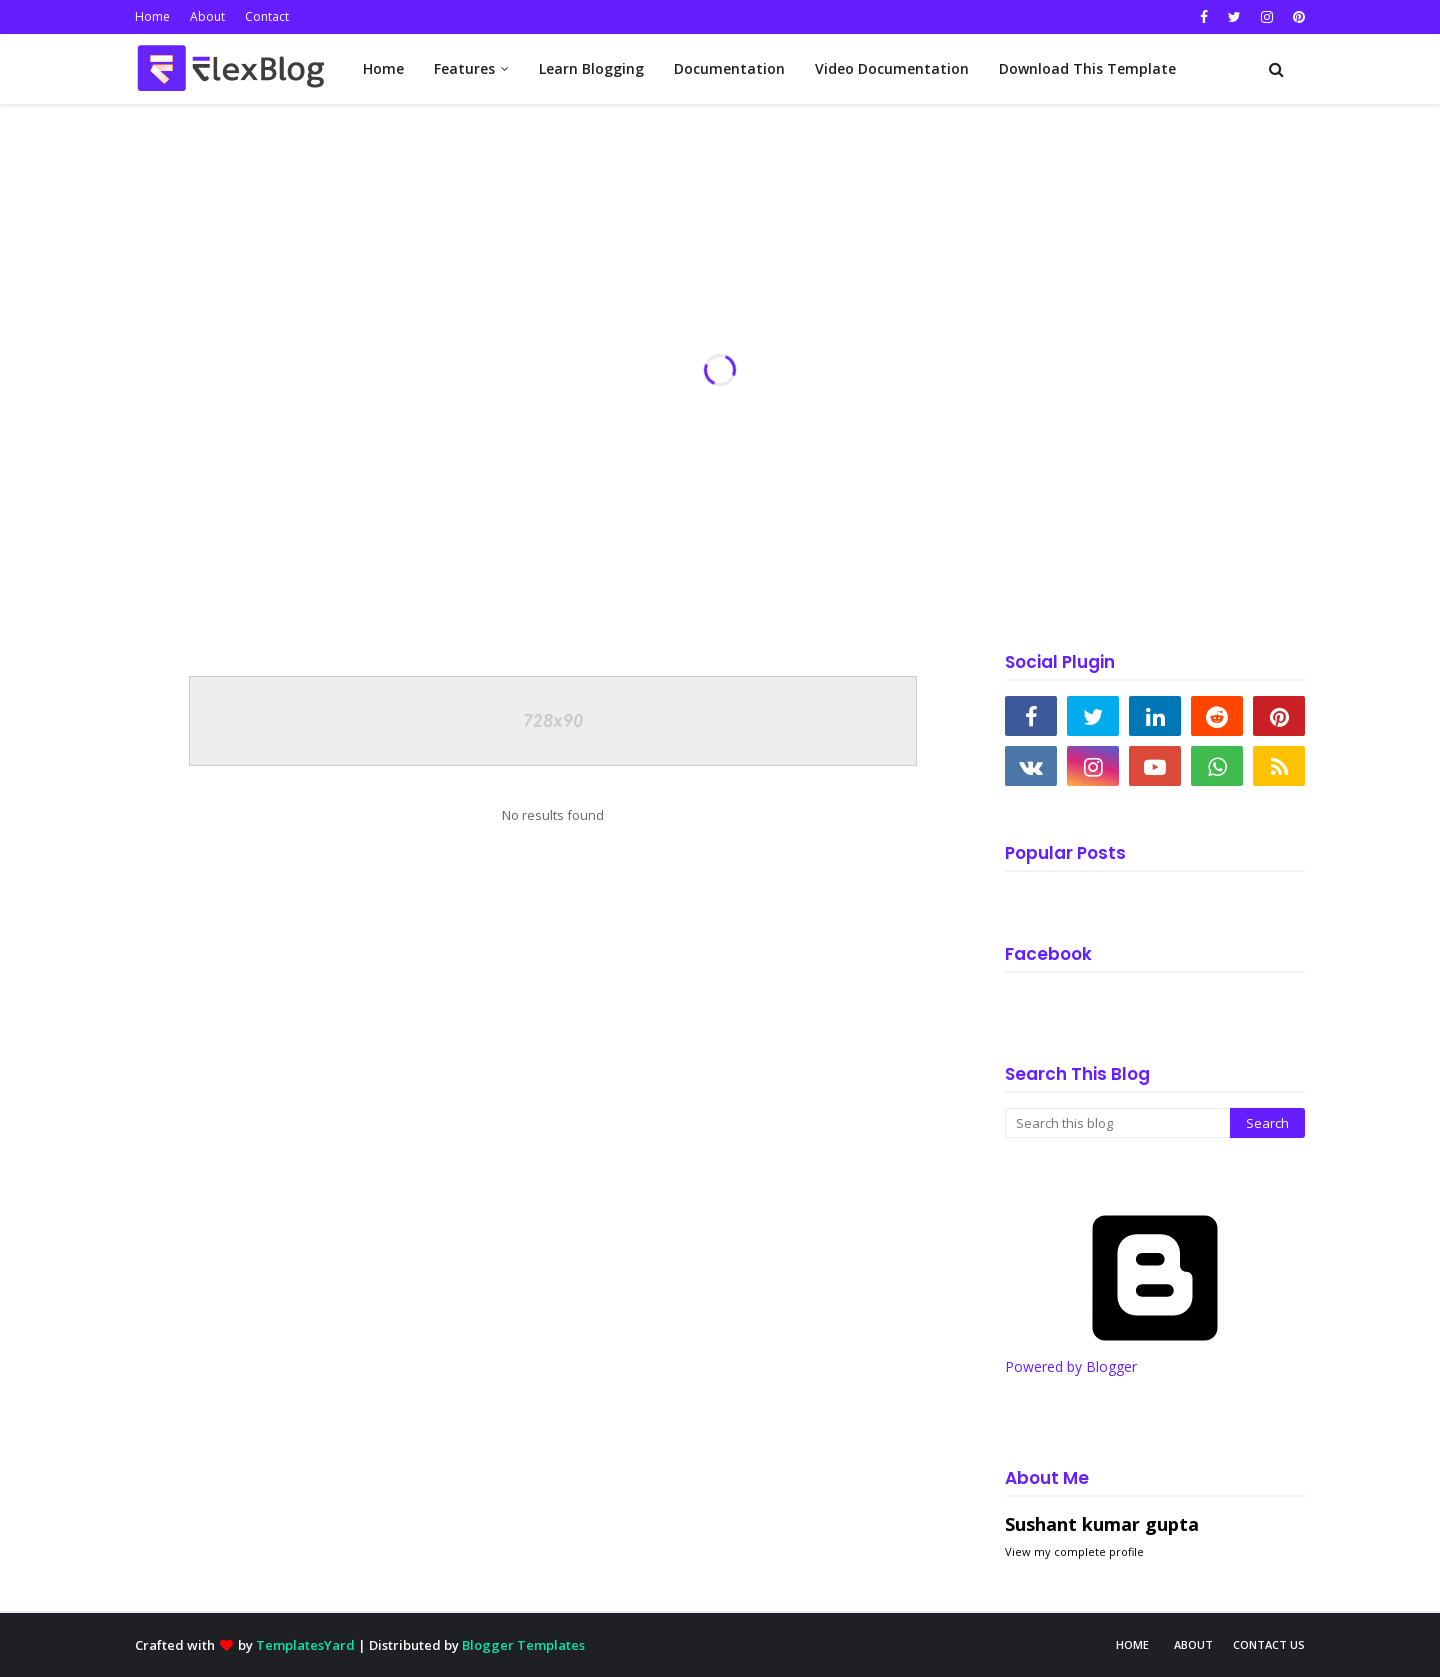 Home About Contact
FlexBlog
Home Features Learn Blogging Documentation Video Documentation Download This Template
Social Plugin
728x90
No results found
Popular Posts
Facebook
Search This Blog
Search this blog Search
Powered by Blogger
About Me
Sushant kumar gupta
View my complete profile
Crafted with by TemplatesYard | Distributed by Blogger Templates
HOME ABOUT CONTACT US